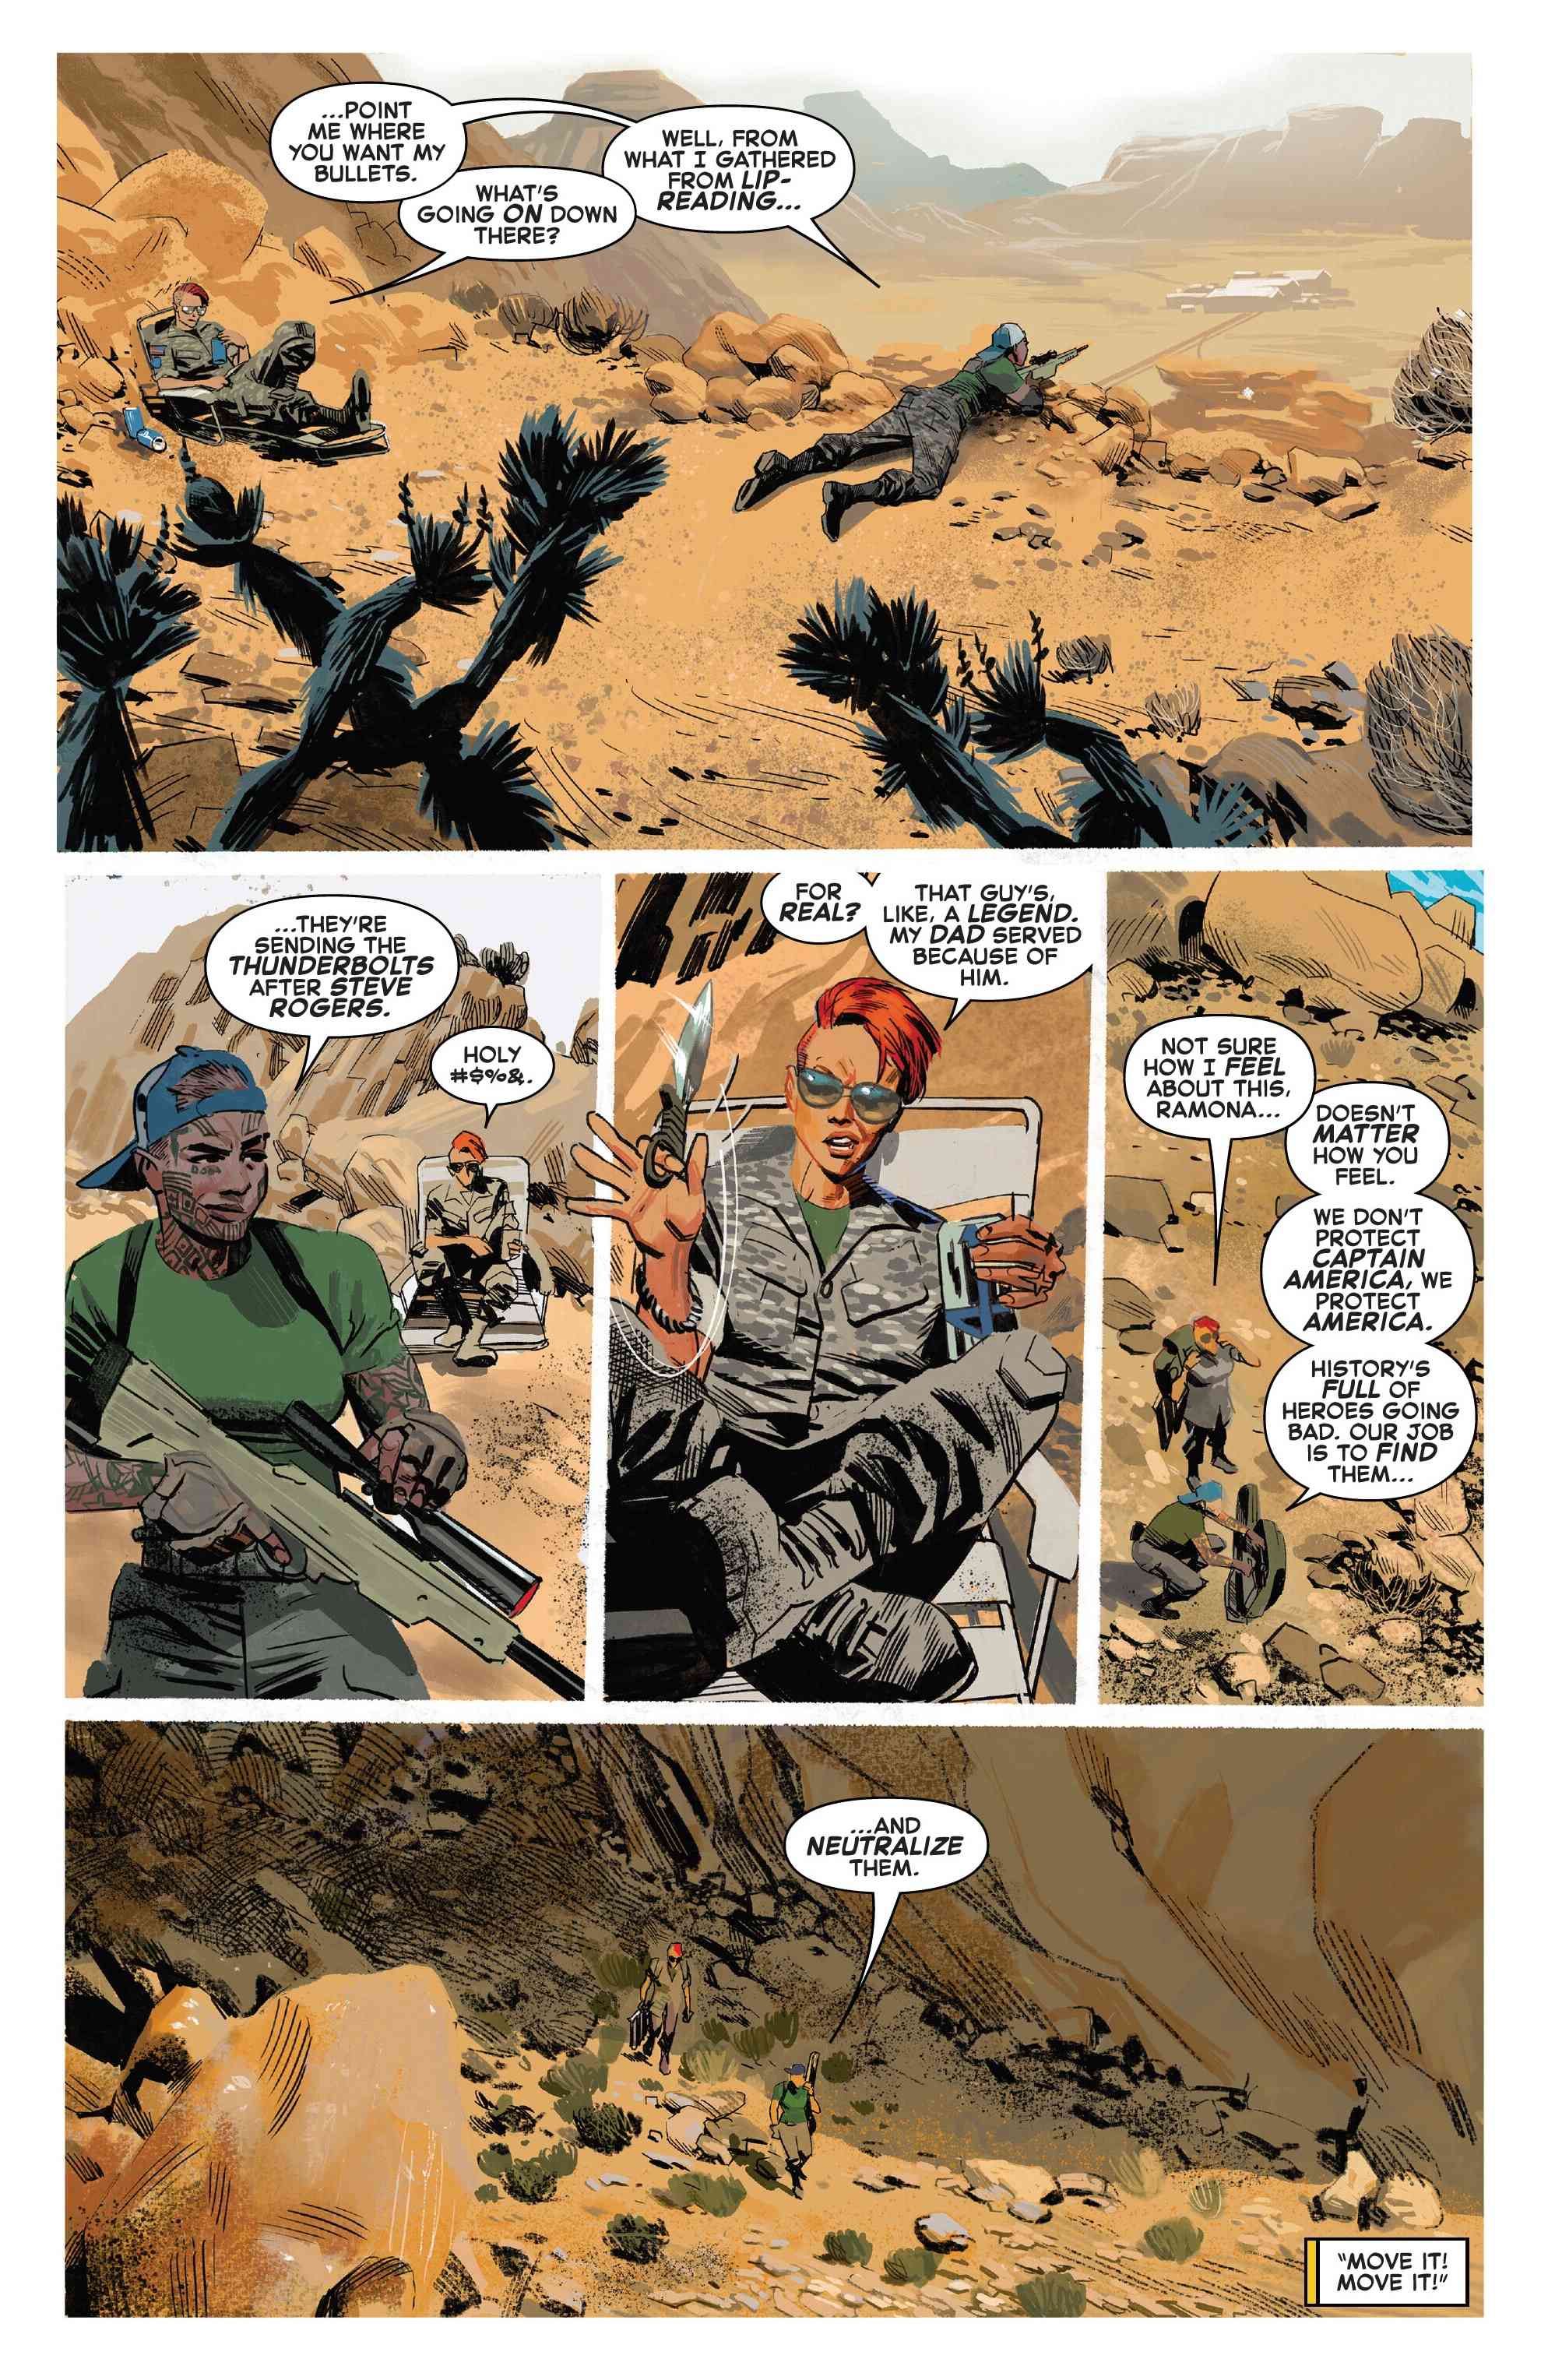 ...POINT
ME WHERE
YOU WANT MY
BULLETS.
WHAT'S
GOING ON DOWN
THERE?
WELL, FROM
WHAT I GATHERED
FROM LIP-
READING...
...THEY'RE
SENDING THE
THUNDERBOLTS
AFTER STEVE
ROGERS.
HOLY
#$%&.
FOR
REAL?
THAT GUY'S,
LIKE, A LEGEND.
MY DAD SERVED
BECAUSE OF
HIM.
NOT SURE
HOW I FEEL
ABOUT THIS,
RAMONA...
DOESN'T
MATTER
HOW YOU
FEEL.
WE DON'T
PROTECT
CAPTAIN
AMERICA, WE
PROTECT
AMERICA.
HISTORY'S
FULL OF
HEROES GOING
BAD. OUR JOB
IS TO FIND
THEM...
...AND
NEUTRALIZE
THEM.
"MOVE IT!
MOVE IT!"